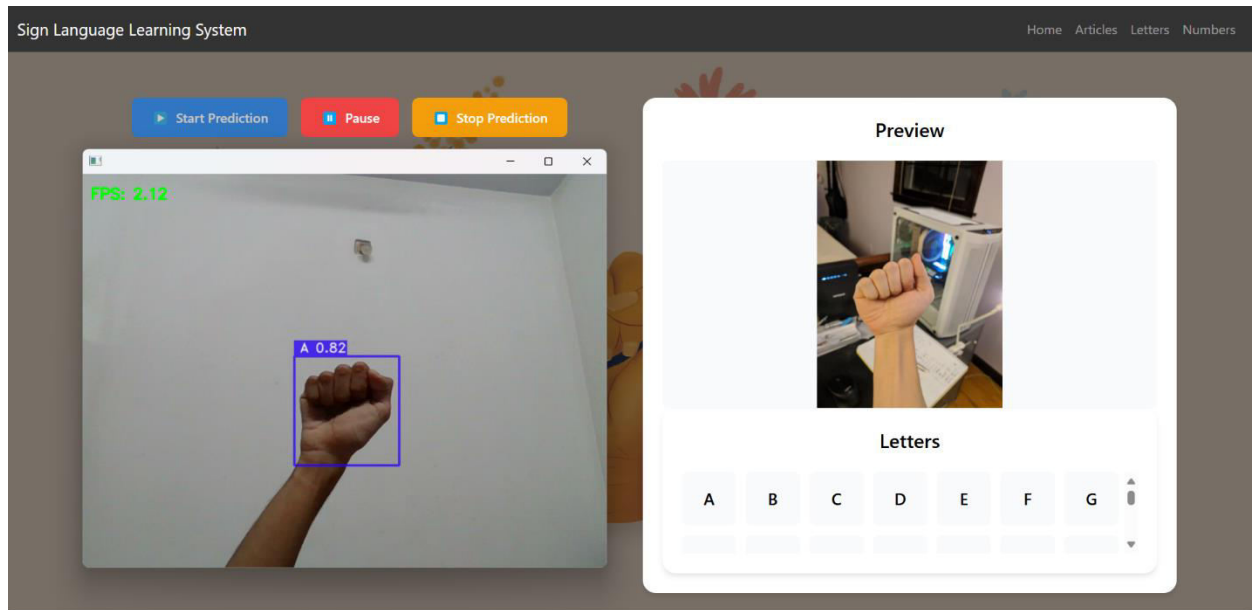 Sign Language Learning System
Home Articles Letters Numbers
Start Prediction
Pause
Stop Prediction
FPS: 2.12
A 0.82
Preview
Letters
A B C D E F G